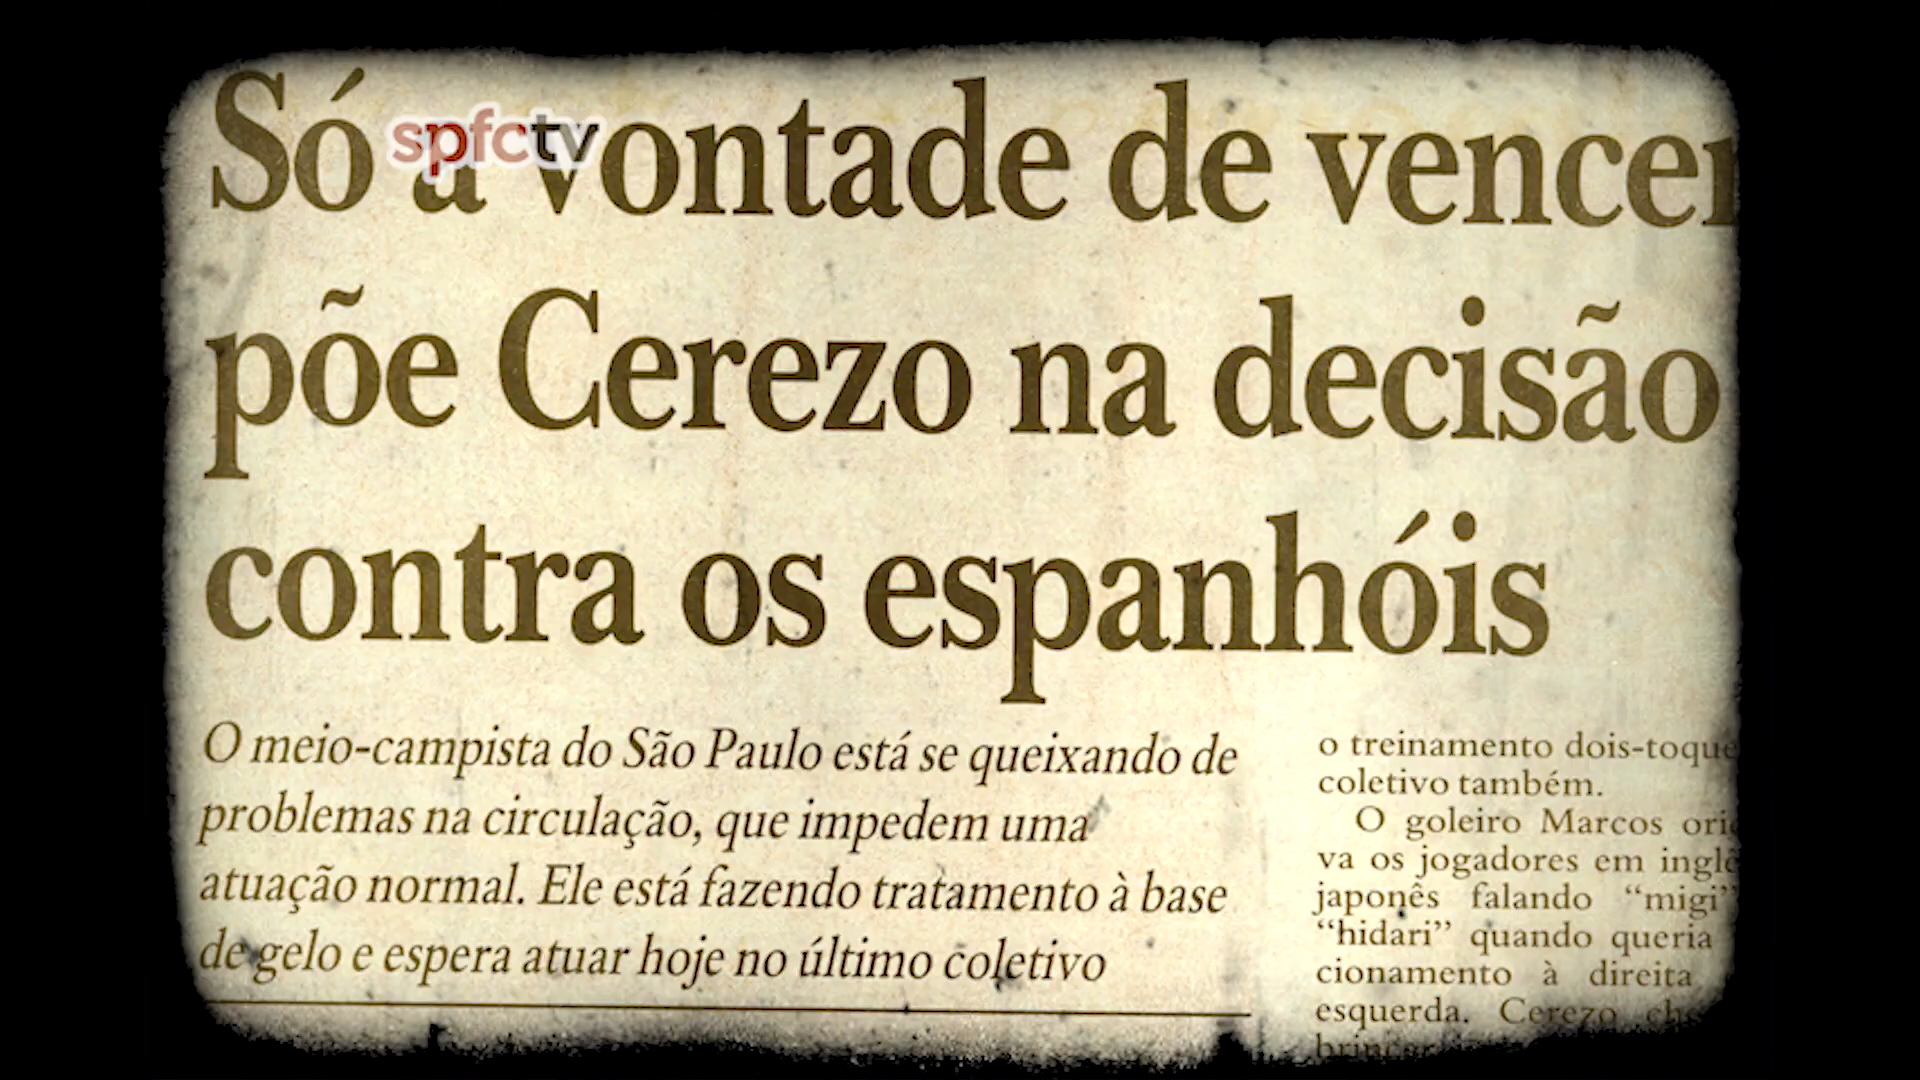 Só a vontade de vencer
spfctv
põe Cerezo na decisão
contra os espanhóis
O meio-campista do São Paulo está se queixando de
problemas na circulação, que impedem uma
atuação normal. Ele está fazendo tratamento à base
de gelo e espera atuar hoje no último coletivo
o treinamento dois-toque
coletivo também.
O goleiro Marcos
va os jogadores em
japonês falando “migi”
“hidari” quando queria
cionamento à direita
esquerda. Cerezo